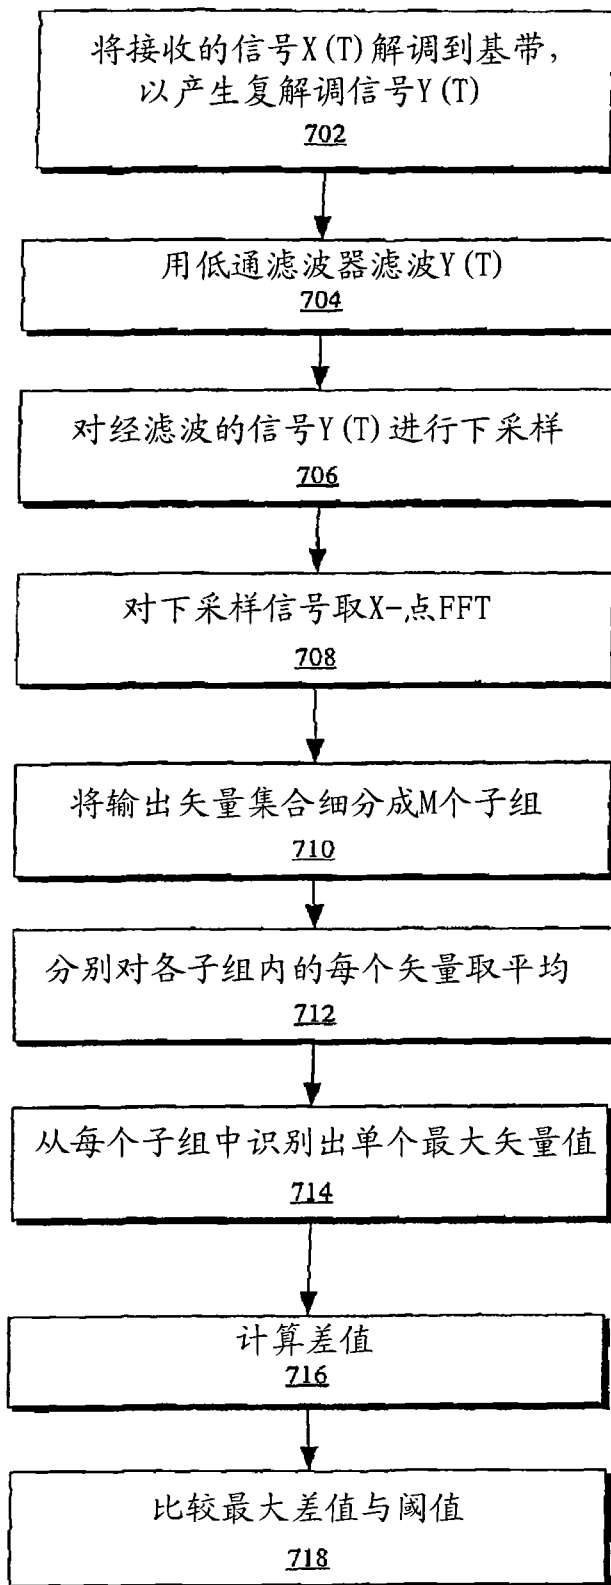 将接收的信号X(T)解调到基带,
以产生复解调信号Y(T)
702
用低通滤波器滤波Y(T)
704
对经滤波的信号Y(T)进行下采样
706
对下采样信号取X-点FFT
708
将输出矢量集合细分成M个子组
710
分别对各子组内的每个矢量取平均
712
从每个子组中识别出单个最大矢量值
714
计算差值
716
比较最大差值与阈值
718